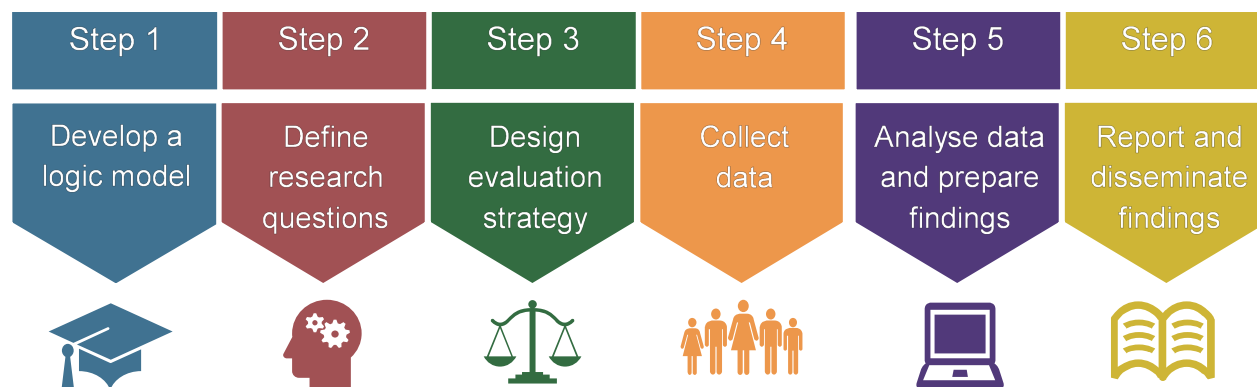 Step 1
Step 2
Step 3
Step 4
Step 5
Step 6
Develop a
logic model
Define
research
questions
Design
evaluation
strategy
Collect
data
Analyse data
and prepare
findings
Report and
disseminate
findings